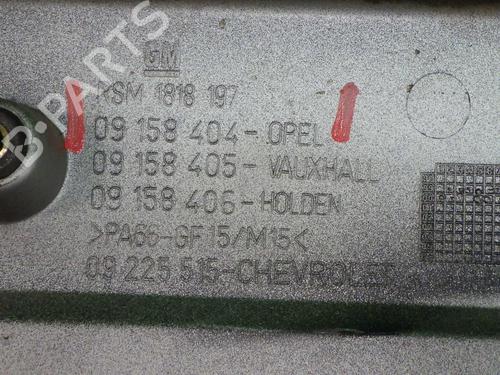 B-PARTS
GM
KSM 1818 197
09 158 404-OPEL
09 158 405-VAUXHALL
09 158 406-HOLDEN
>PA66-GF15/M15<
09 225 515-CHEVROLET